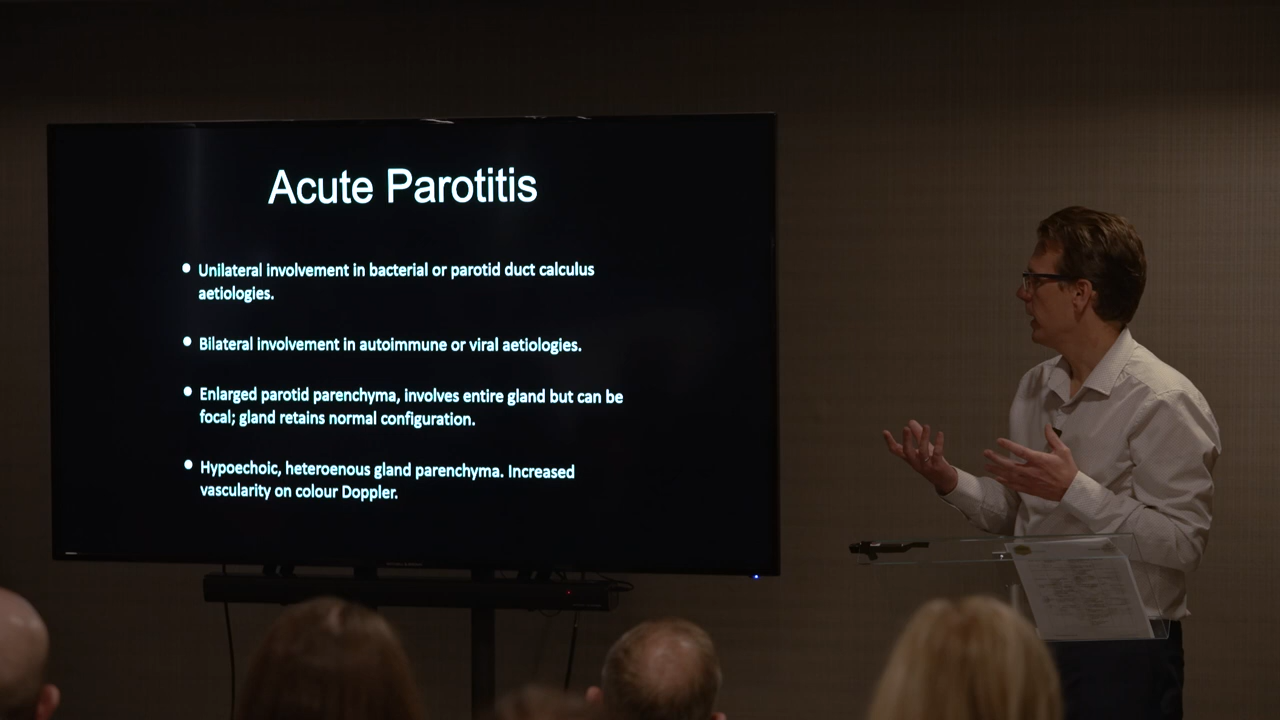 Acute Parotitis
• Unilateral involvement in bacterial or parotid duct calculus
aetiologies.
• Bilateral involvement in autoimmune or viral aetiologies.
• Enlarged parotid parenchyma, involves entire gland but can be
focal; gland retains normal configuration.
• Hypoechoic, heteroenous gland parenchyma. Increased
vascularity on colour Doppler.